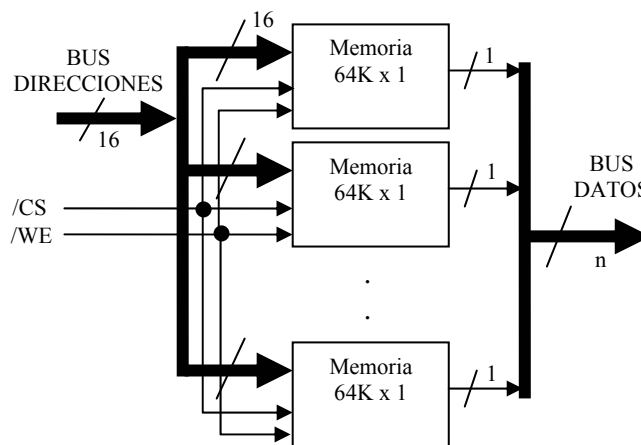 BUS
DIRECCIONES
16
/CS
/WE
16
Memoria
64K x 1
1
Memoria
64K x 1
1
.
.
Memoria
64K x 1
1
BUS
DATOS
n